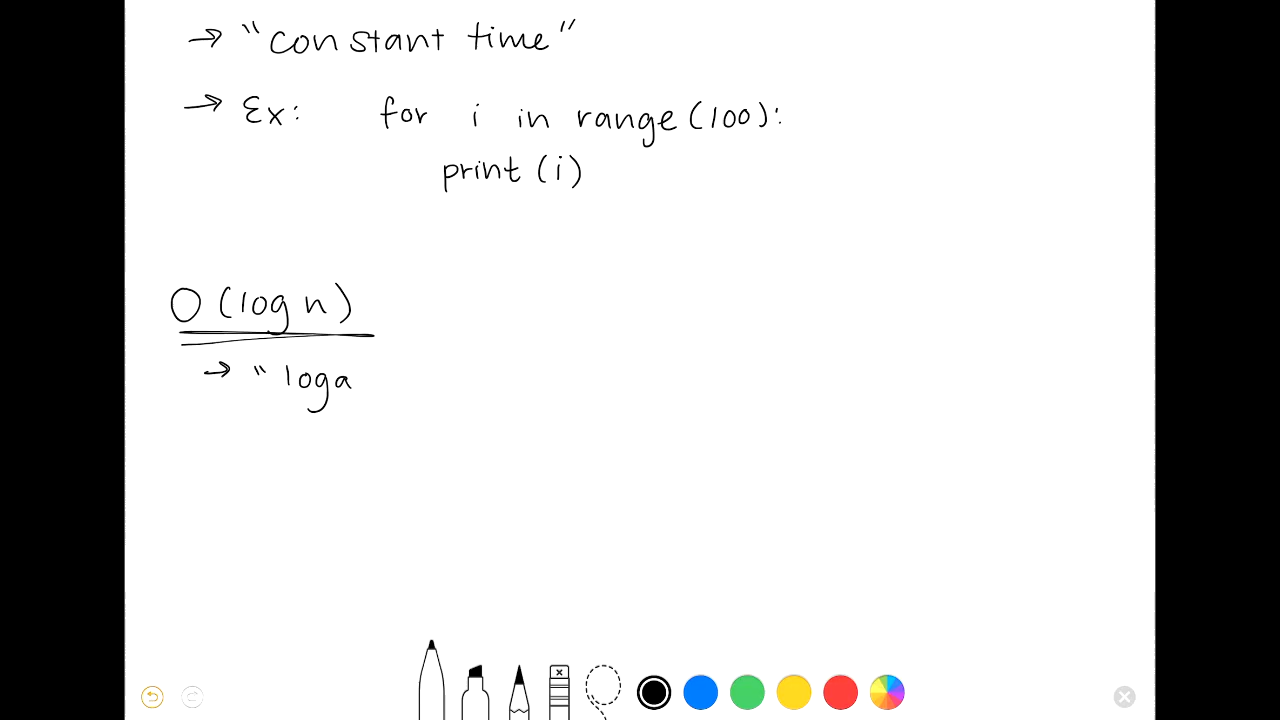 → "constant time"
→ Ex: for i in range(100):
print(i)
O(log n)
→ "loga